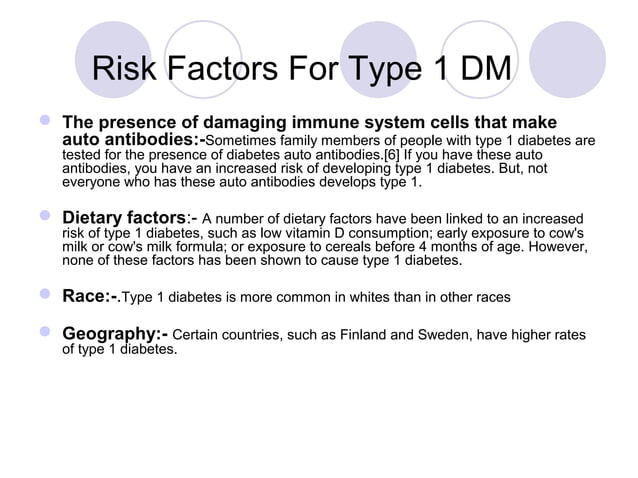 Risk Factors For Type 1 DM
The presence of damaging immune system cells that make
auto antibodies:-Sometimes family members of people with type 1 diabetes are
tested for the presence of diabetes auto antibodies.[6] If you have these auto
antibodies, you have an increased risk of developing type 1 diabetes. But, not
everyone who has these auto antibodies develops type 1.
Dietary factors:- A number of dietary factors have been linked to an increased
risk of type 1 diabetes, such as low vitamin D consumption; early exposure to cow's
milk or cow's milk formula; or exposure to cereals before 4 months of age. However,
none of these factors has been shown to cause type 1 diabetes.
Race:-.Type 1 diabetes is more common in whites than in other races
Geography:- Certain countries, such as Finland and Sweden, have higher rates
of type 1 diabetes.